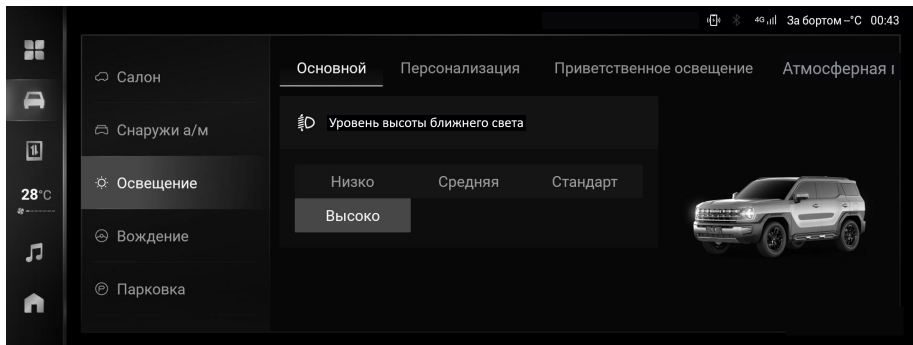 4G За бортом --°C 00:43
Салон
Снаружи а/м
Освещение
Вождение
Парковка
28°C
Основной Персонализация Приветственное освещение Атмосферная
Уровень высоты ближнего света
Низко Средняя Стандарт
Высоко